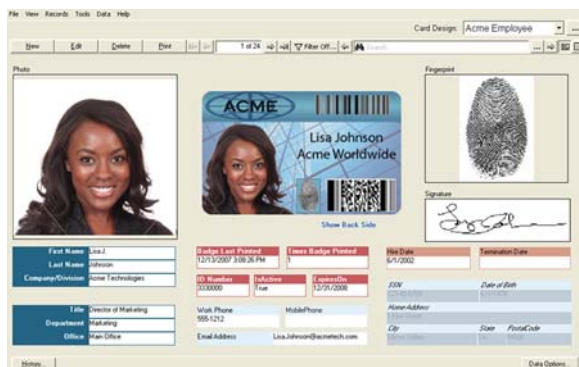 File View Records Tools Data Help
Card Design: Acme Employee ...
New Edit Delete Print 1 of 24 Filter Off... Search ...
Photo
Fingerprint
ACME
Lisa Johnson
Acme Worldwide
Show Back Side
Signature
First Name Lisa J.
Last Name Johnson
Company/Division Acme Technologies
Badge Last Printed Times Badge Printed
12/13/2007 3:08:26 PM 1
Hire Date Termination Date
6/1/2002
ID Number IsActive ExpiresOn
3330000 True 12/31/2008
SSN Date of Birth
Home Address
Title Director of Marketing
Department Marketing
Office Main Office
Work Phone MobilePhone
555-1212
City State PostalCode
Email Address Lisa.Johnson@acmetech.com
History... Data Options...